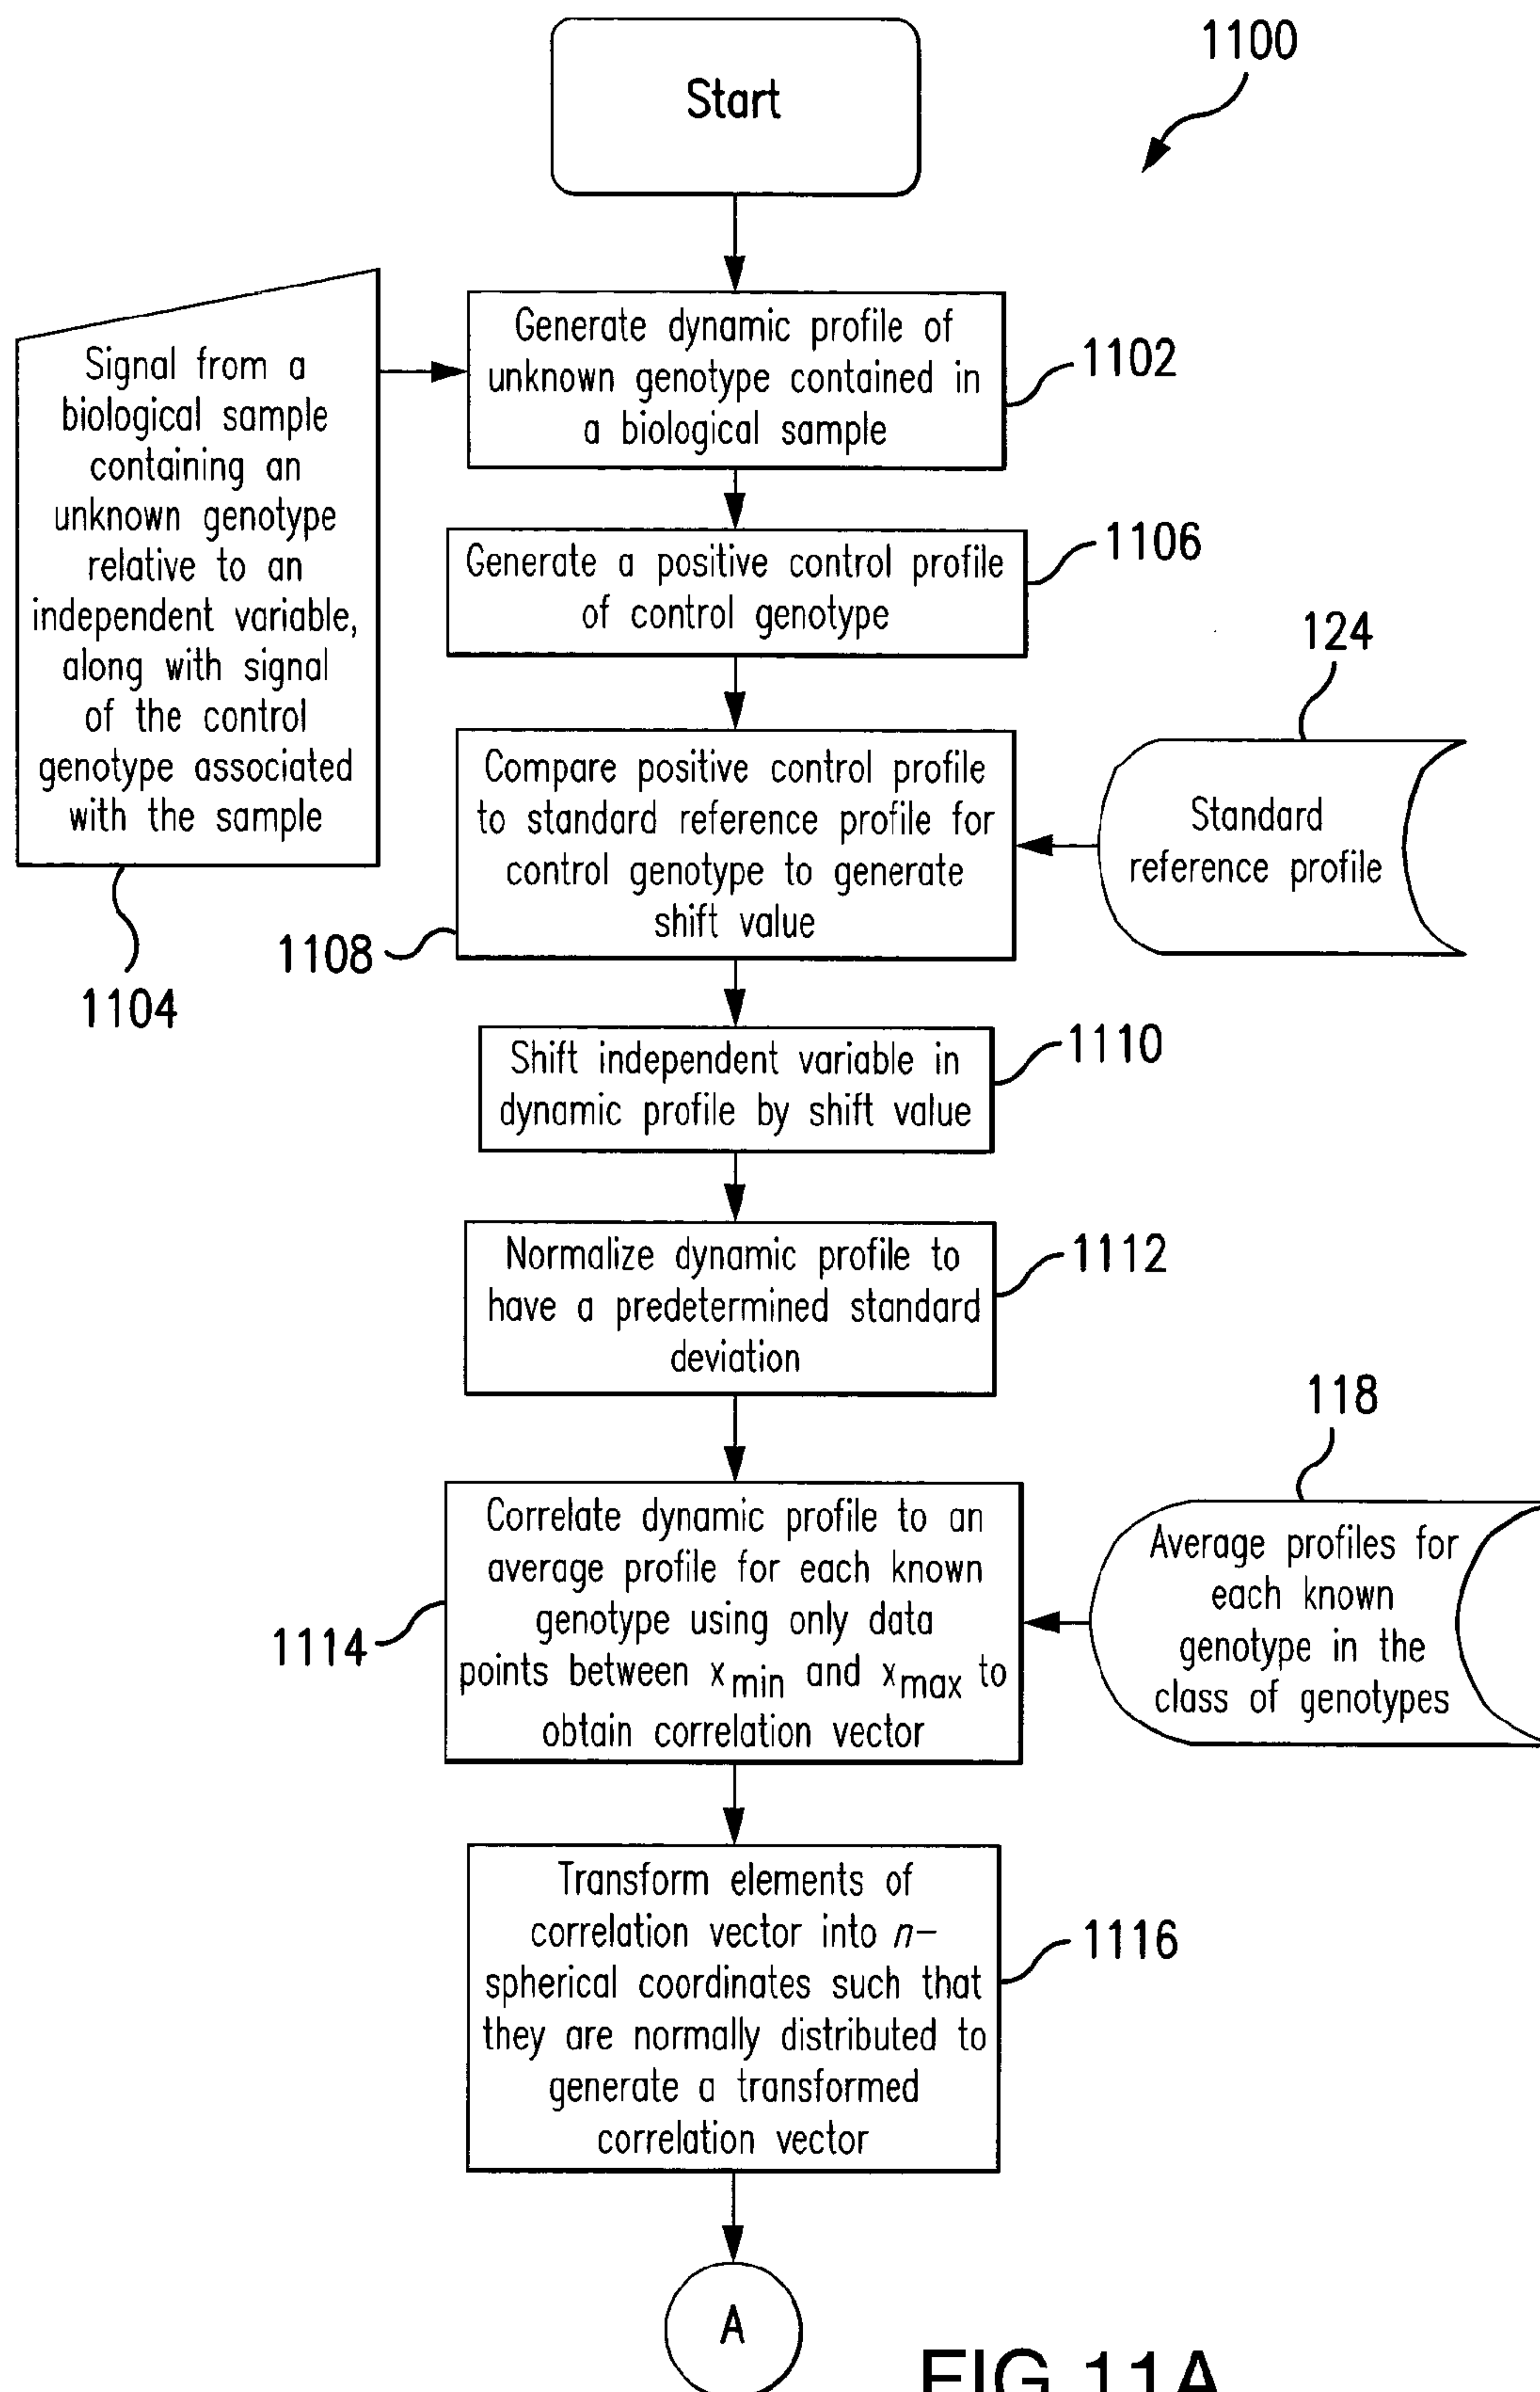 Start
1100
Signal from a
biological sample
containing an
unknown genotype
relative to an
independent variable,
along with signal
of the control
genotype associated
with the sample
1104
Generate dynamic profile of
unknown genotype contained in
a biological sample
1102
Generate a positive control profile
of control genotype
1106
Compare positive control profile
to standard reference profile for
control genotype to generate
shift value
1108
124
Standard
reference profile
Shift independent variable in
dynamic profile by shift value
1110
Normalize dynamic profile to
have a predetermined standard
deviation
1112
Correlate dynamic profile to an
average profile for each known
genotype using only data
points between xmin and xmax to
obtain correlation vector
1114
118
Average profiles for
each known
genotype in the
class of genotypes
Transform elements of
correlation vector into n-
spherical coordinates such that
they are normally distributed to
generate a transformed
correlation vector
1116
A
FIG.11A